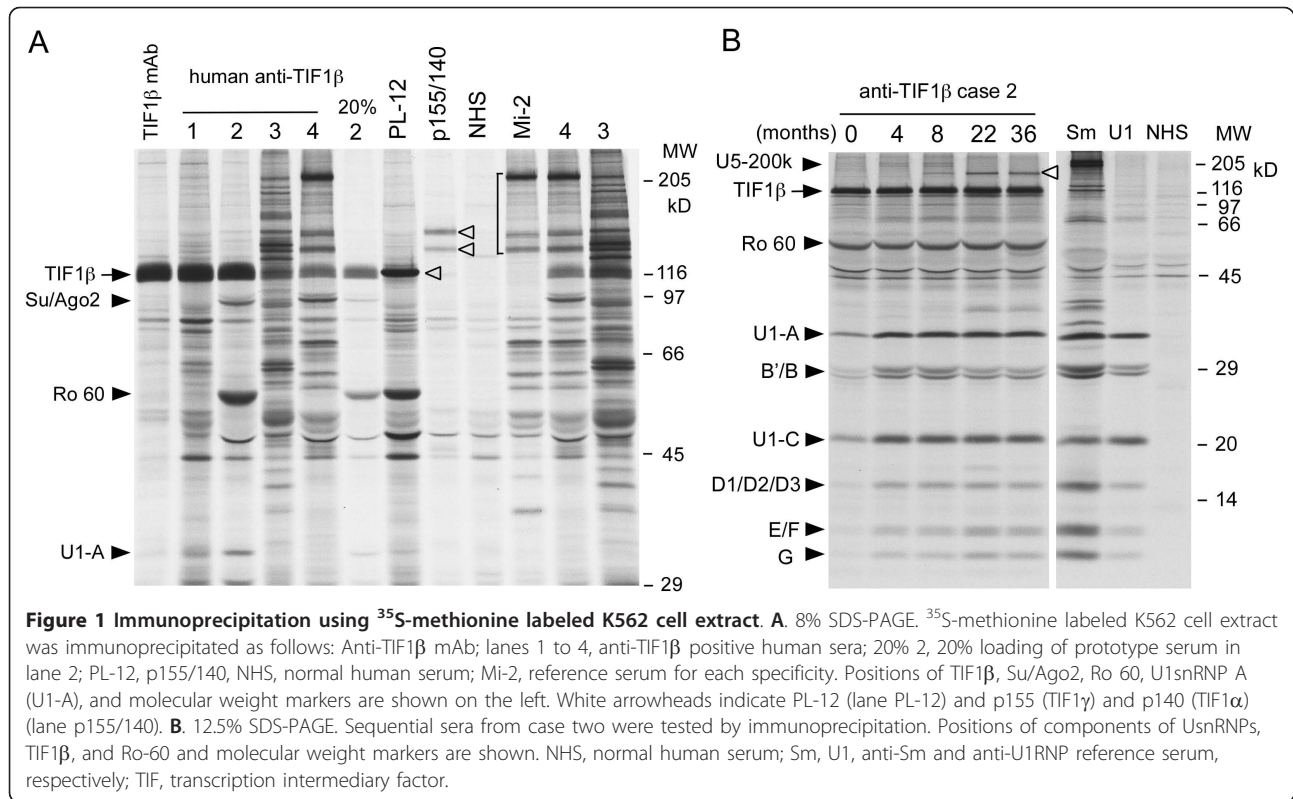 A
B
TIF1β mAb
human anti-TIF1β
1 2 3 4
20%
2
PL-12
p155/140
NHS
Mi-2
4
3
MW
205
kD
116
97
66
45
29
TIF1β
Su/Ago2
Ro 60
U1-A
anti-TIF1β case 2
(months) 0 4 8 22 36
Sm U1 NHS MW
U5-200k
TIF1β
Ro 60
U1-A
B'/B
U1-C
D1/D2/D3
E/F
G
205 kD
116
97
66
45
29
20
14
Figure 1 Immunoprecipitation using ³⁵S-methionine labeled K562 cell extract. A. 8% SDS-PAGE. ³⁵S-methionine labeled K562 cell extract
was immunoprecipitated as follows: Anti-TIF1β mAb; lanes 1 to 4, anti-TIF1β positive human sera; 20% 2, 20% loading of prototype serum in
lane 2; PL-12, p155/140, NHS, normal human serum; Mi-2, reference serum for each specificity. Positions of TIF1β, Su/Ago2, Ro 60, U1snRNP A
(U1-A), and molecular weight markers are shown on the left. White arrowheads indicate PL-12 (lane PL-12) and p155 (TIF1γ) and p140 (TIF1α)
(lane p155/140). B. 12.5% SDS-PAGE. Sequential sera from case two were tested by immunoprecipitation. Positions of components of UsnRNPs,
TIF1β, and Ro-60 and molecular weight markers are shown. NHS, normal human serum; Sm, U1, anti-Sm and anti-U1RNP reference serum,
respectively; TIF, transcription intermediary factor.